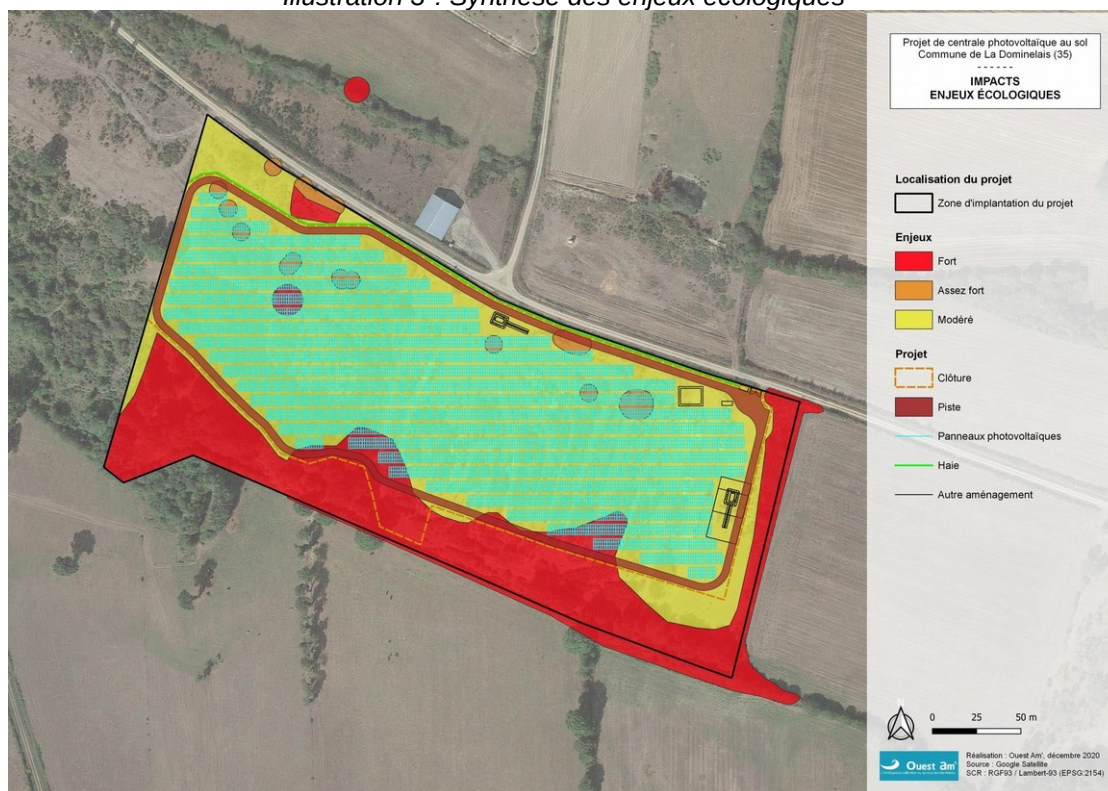 Illustration 3 : Synthèse des enjeux écologiques
Projet de centrale photovoltaïque au sol
Commune de La Dominelais (35)
------
IMPACTS
ENJEUX ÉCOLOGIQUES
Localisation du projet
Zone d'implantation du projet
Enjeux
Fort
Assez fort
Modéré
Projet
Clôture
Piste
Panneaux photovoltaïques
Haie
Autre aménagement
0 25 50 m
Ouest Am'
Réalisation : Ouest Am', décembre 2020
Source : Google Satellite
SCR : RGF93 / Lambert-93 (EPSG:2154)